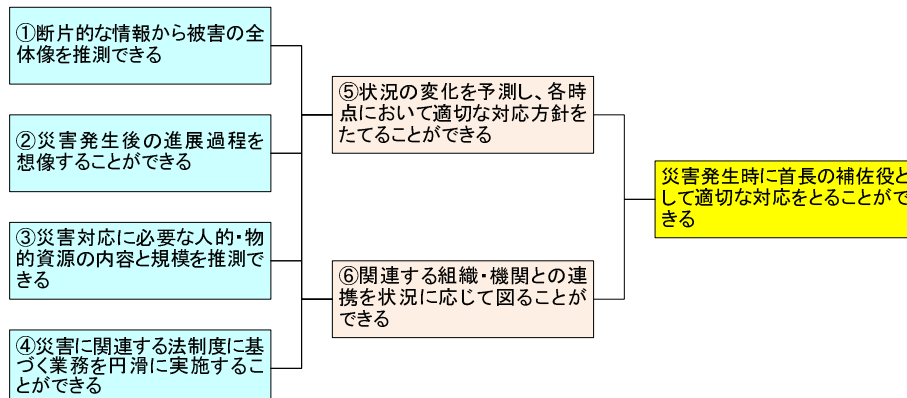 ①断片的な情報から被害の全
体像を推測できる
②災害発生後の進展過程を
想像することができる
③災害対応に必要な人的・物
的資源の内容と規模を推測で
きる
④災害に関連する法制度に基
づく業務を円滑に実施するこ
とができる
⑤状況の変化を予測し、各時
点において適切な対応方針を
たてることができる
⑥関連する組織・機関との連
携を状況に応じて図ることが
できる
災害発生時に首長の補佐役と
して適切な対応をとることがで
きる